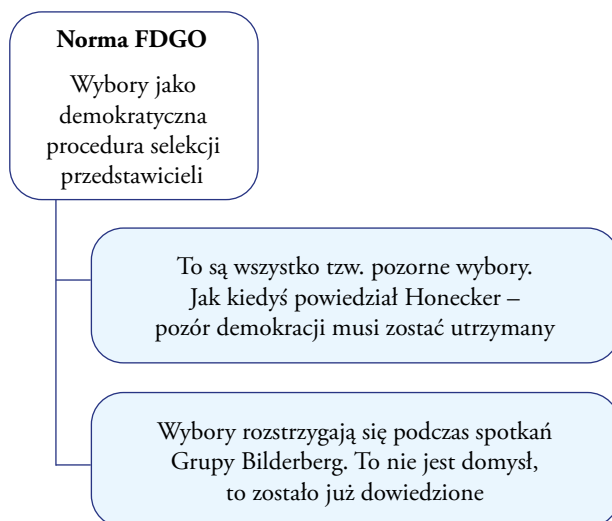 Norma FDGO
Wybory jako
demokratyczna
procedura selekcji
przedstawicieli
To są wszystko tzw. pozorne wybory.
Jak kiedyś powiedział Honecker –
pozór demokracji musi zostać utrzymany
Wybory rozstrzygają się podczas spotkań
Grupy Bilderberg. To nie jest domysł,
to zostało już dowiedzione